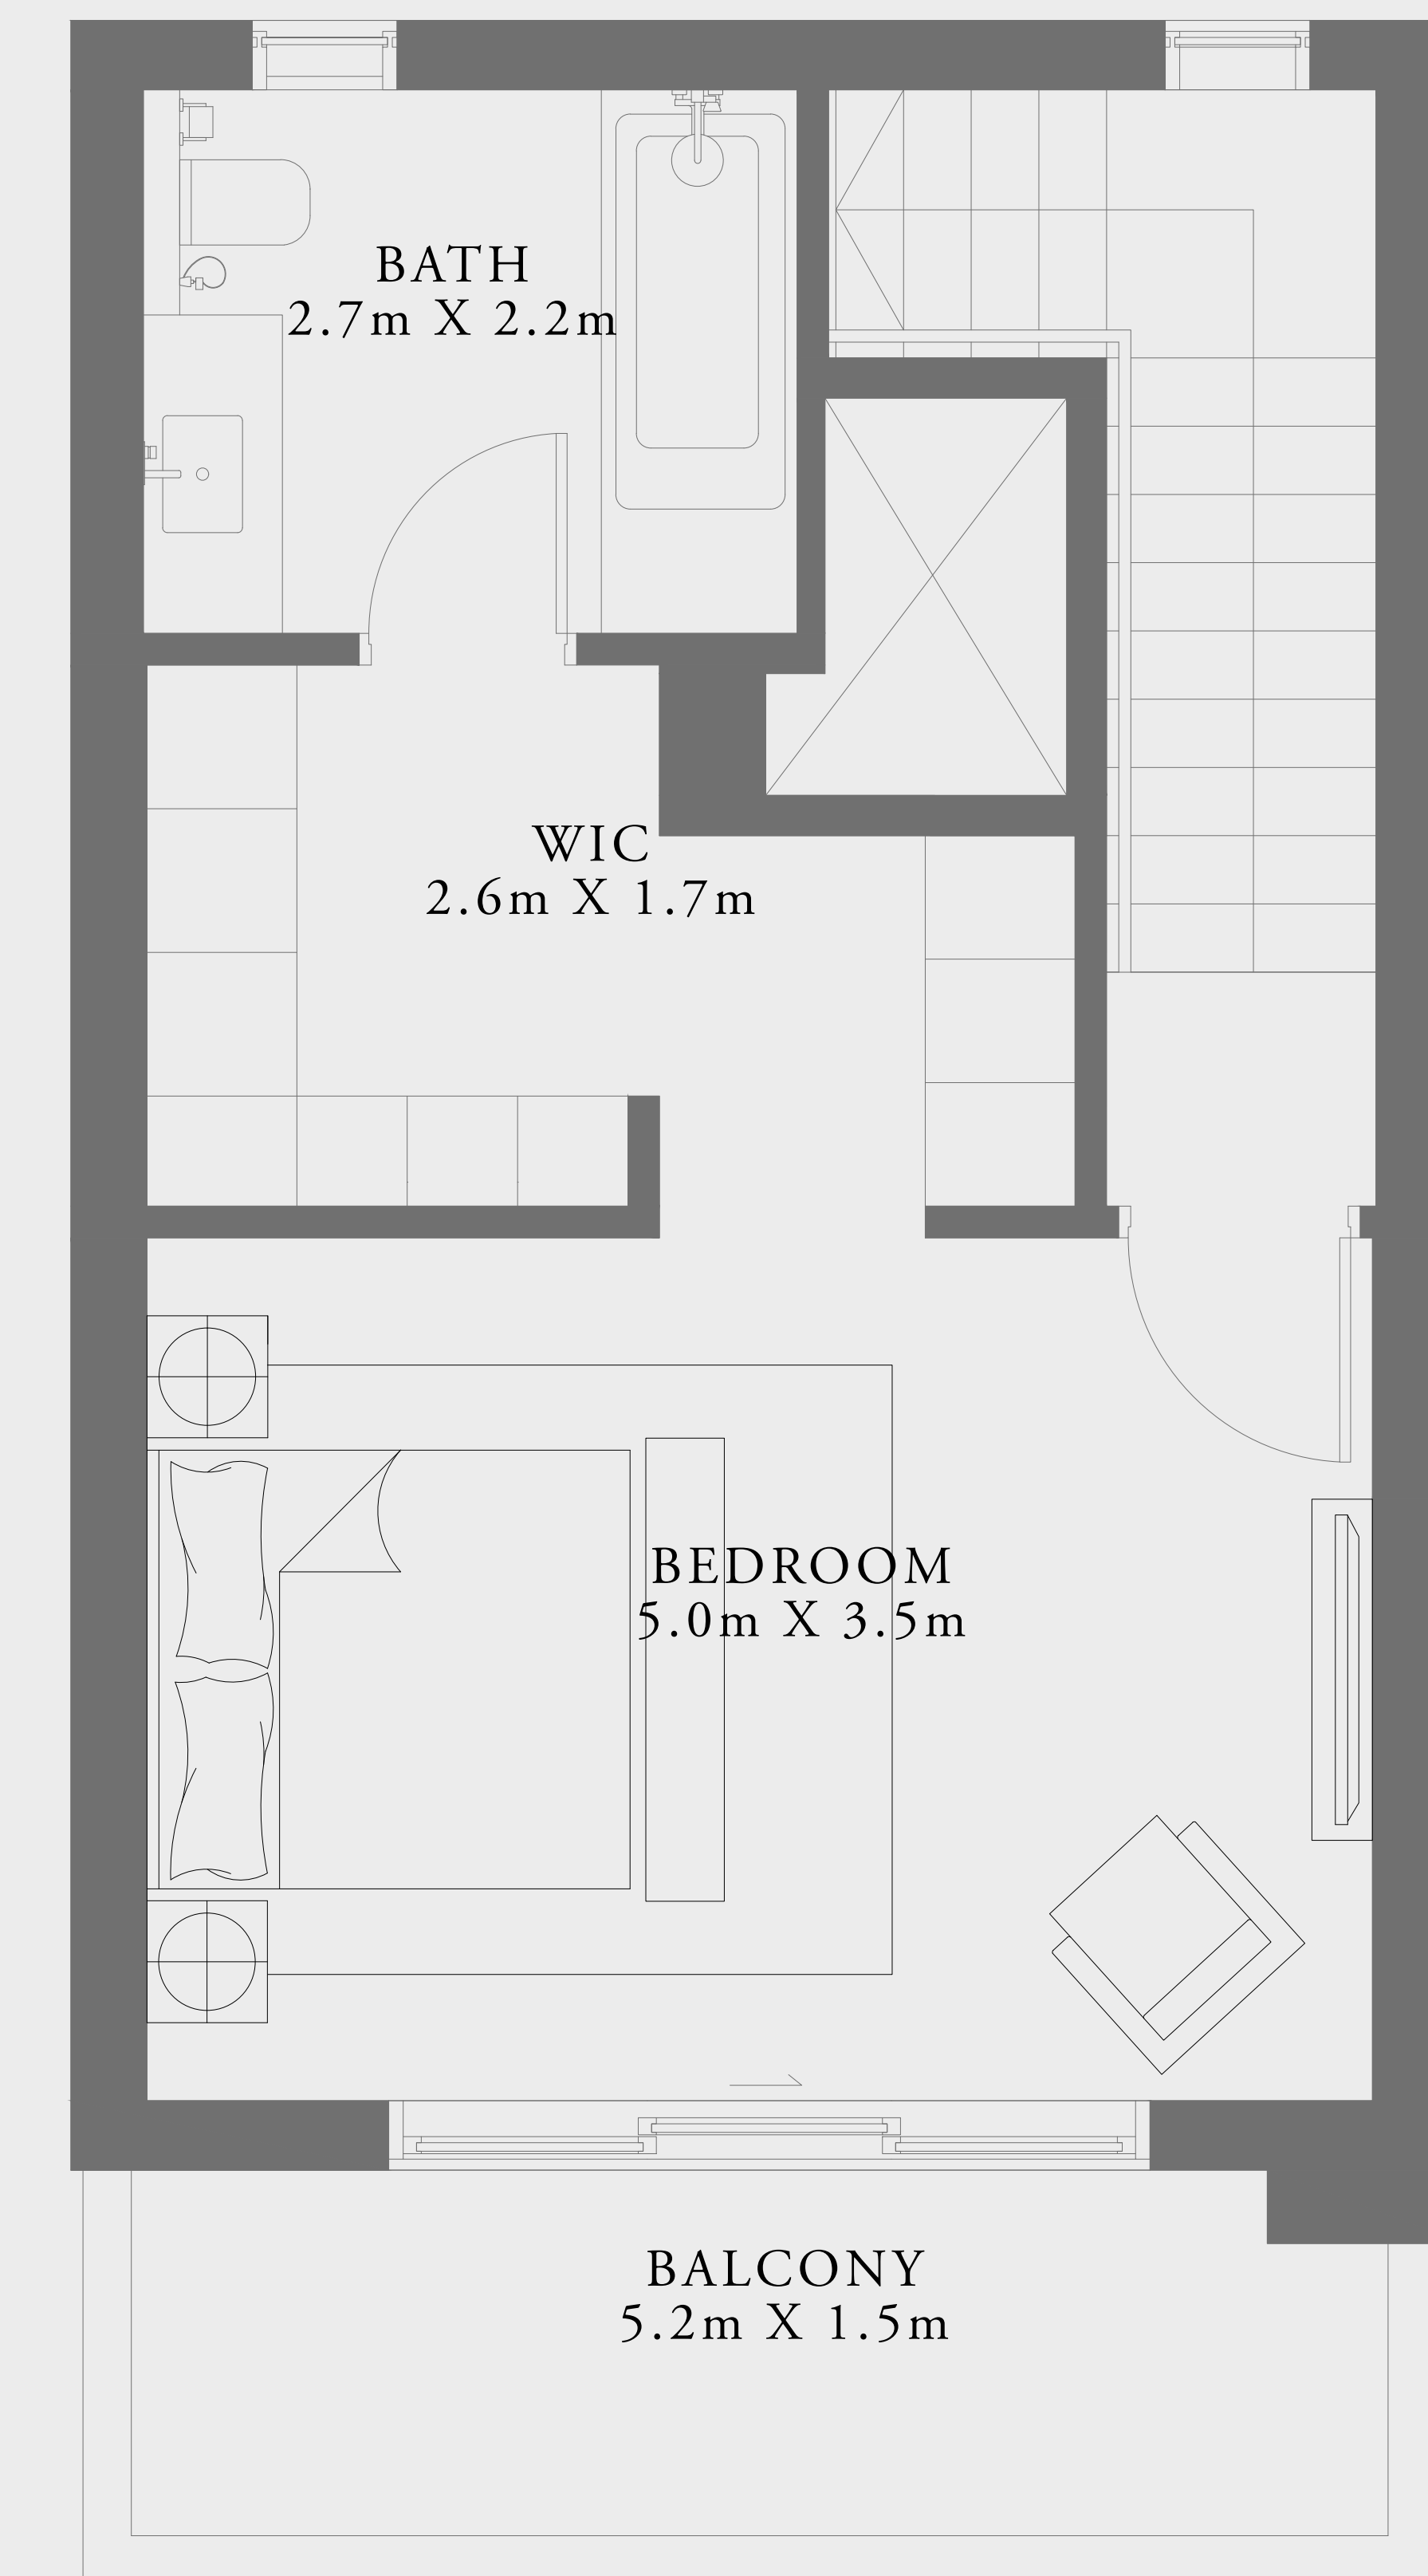 BATH
2.7m X 2.2m
WIC
2.6m X 1.7m
BEDROOM
5.0m X 3.5m
BALCONY
5.2m X 1.5m